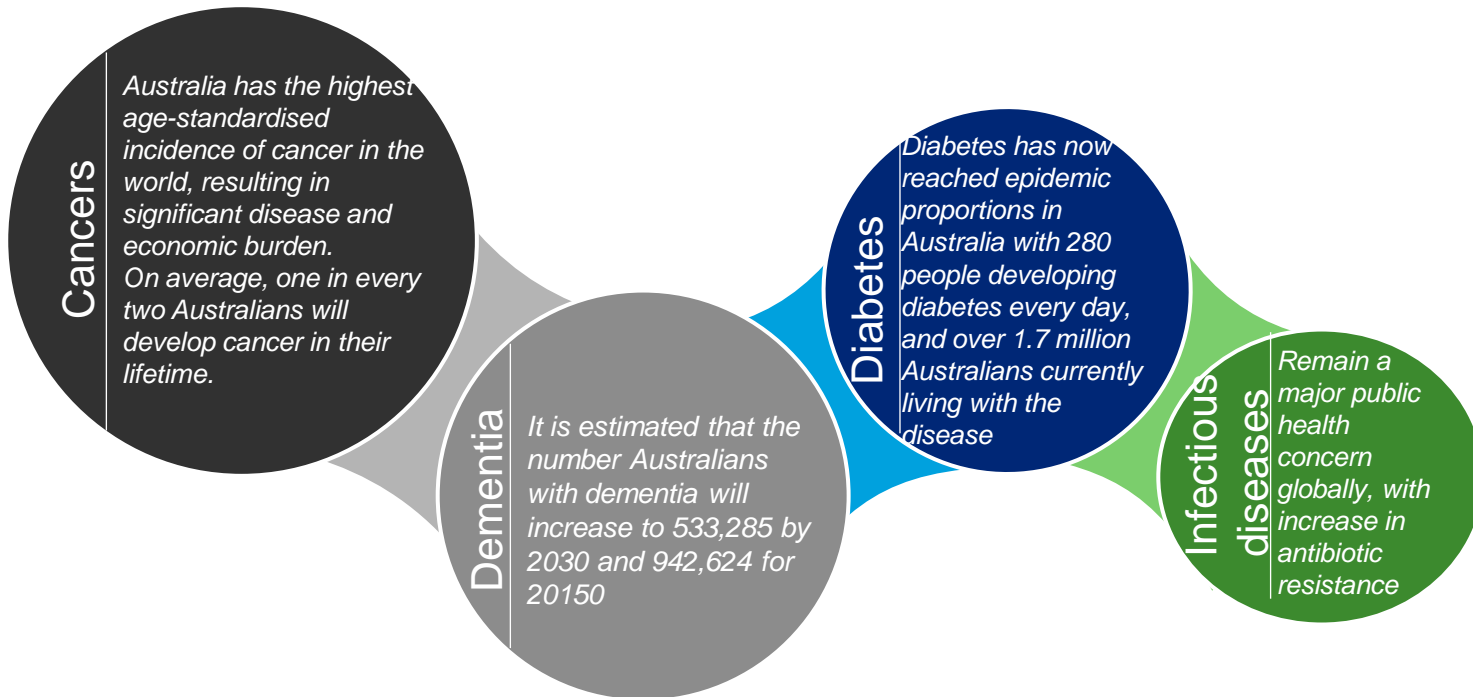 Cancers
Australia has the highest
age-standardised
incidence of cancer in the
world, resulting in
significant disease and
economic burden.
On average, one in every
two Australians will
develop cancer in their
lifetime.
Dementia
It is estimated that the
number Australians
with dementia will
increase to 533,285 by
2030 and 942,624 for
20150
Diabetes
Diabetes has now
reached epidemic
proportions in
Australia with 280
people developing
diabetes every day,
and over 1.7 million
Australians currently
living with the
disease
Infectious
diseases
Remain a
major public
health
concern
globally, with
increase in
antibiotic
resistance